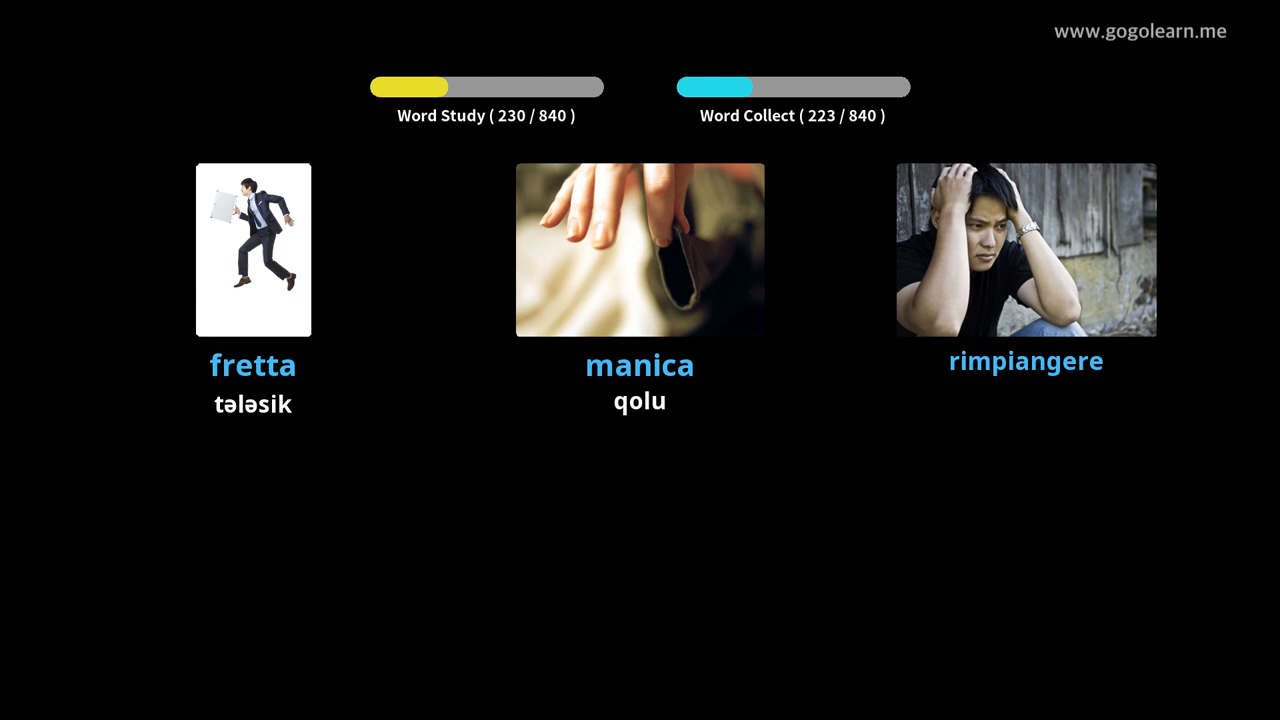 www.gogolearn.me
Word Study ( 230 / 840 )
Word Collect ( 223 / 840 )
fretta
tələsik
manica
qolu
rimpiangere